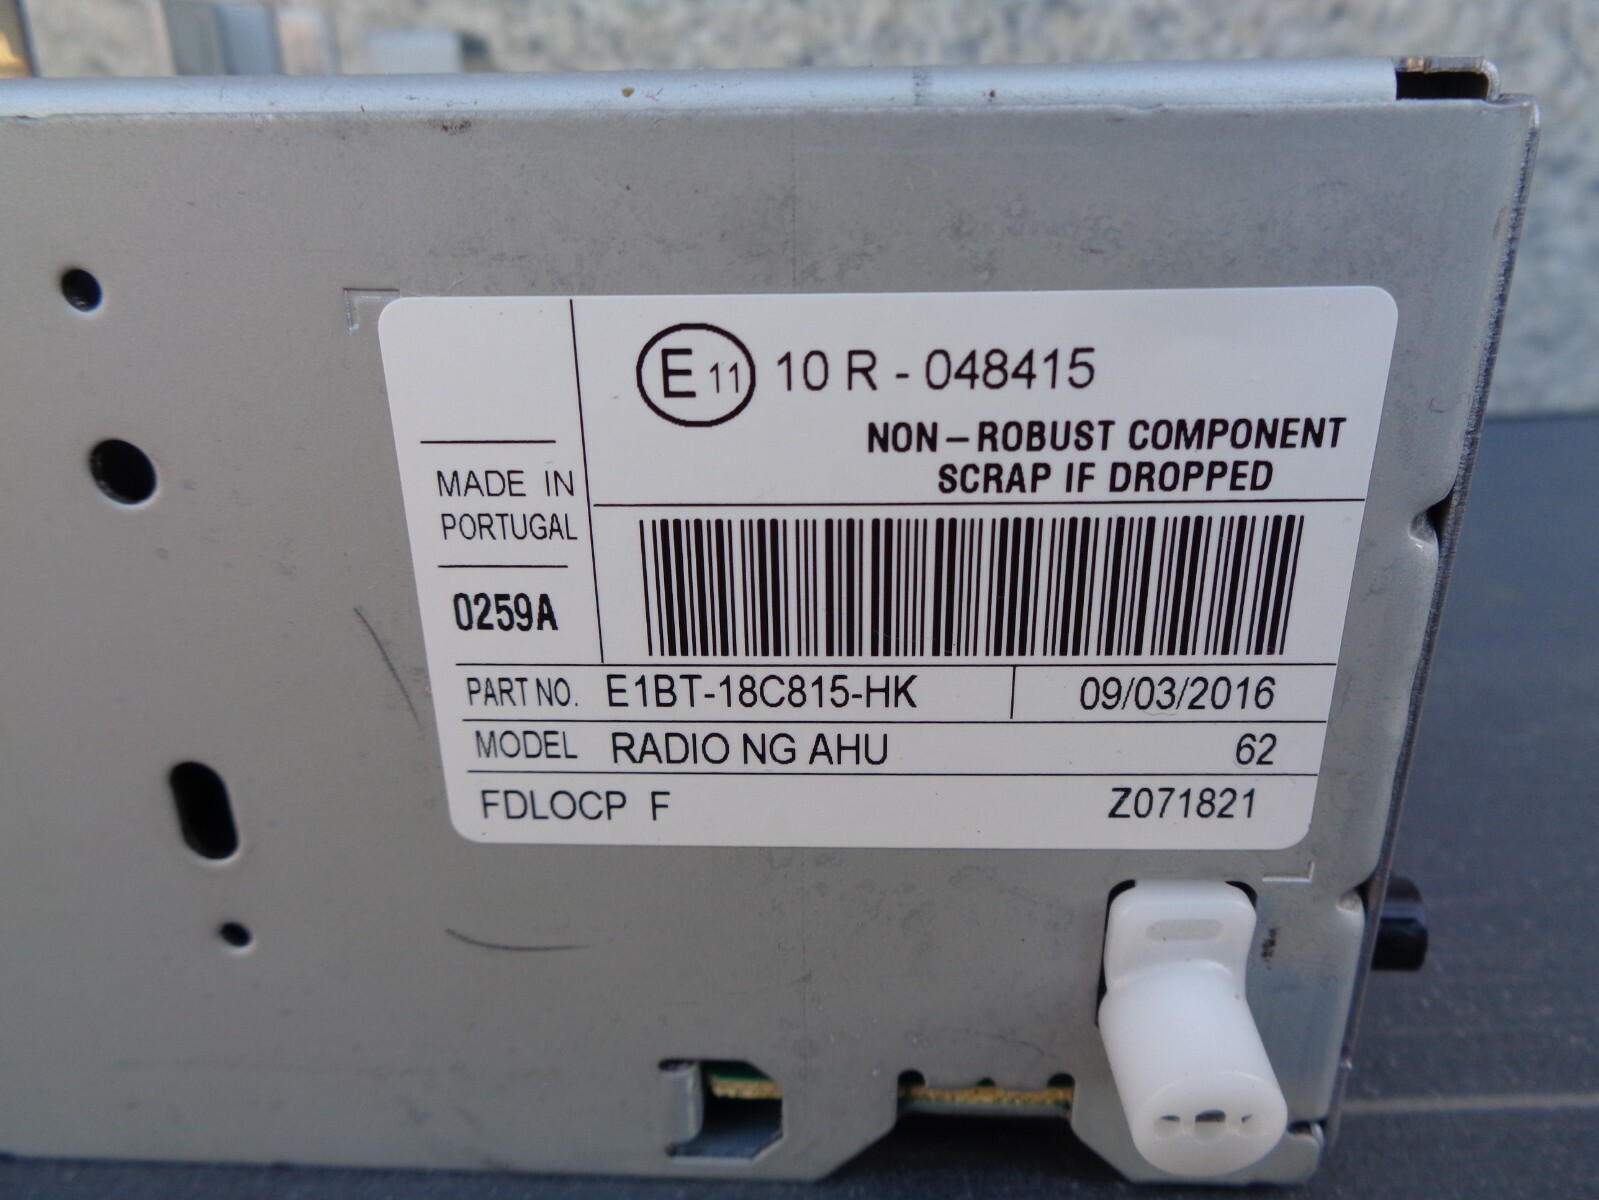 E 11 10 R - 048415
NON-ROBUST COMPONENT
SCRAP IF DROPPED
MADE IN
PORTUGAL
0259A
PART NO. E1BT-18C815-HK 09/03/2016
MODEL RADIO NG AHU 62
FDLOCP F Z071821